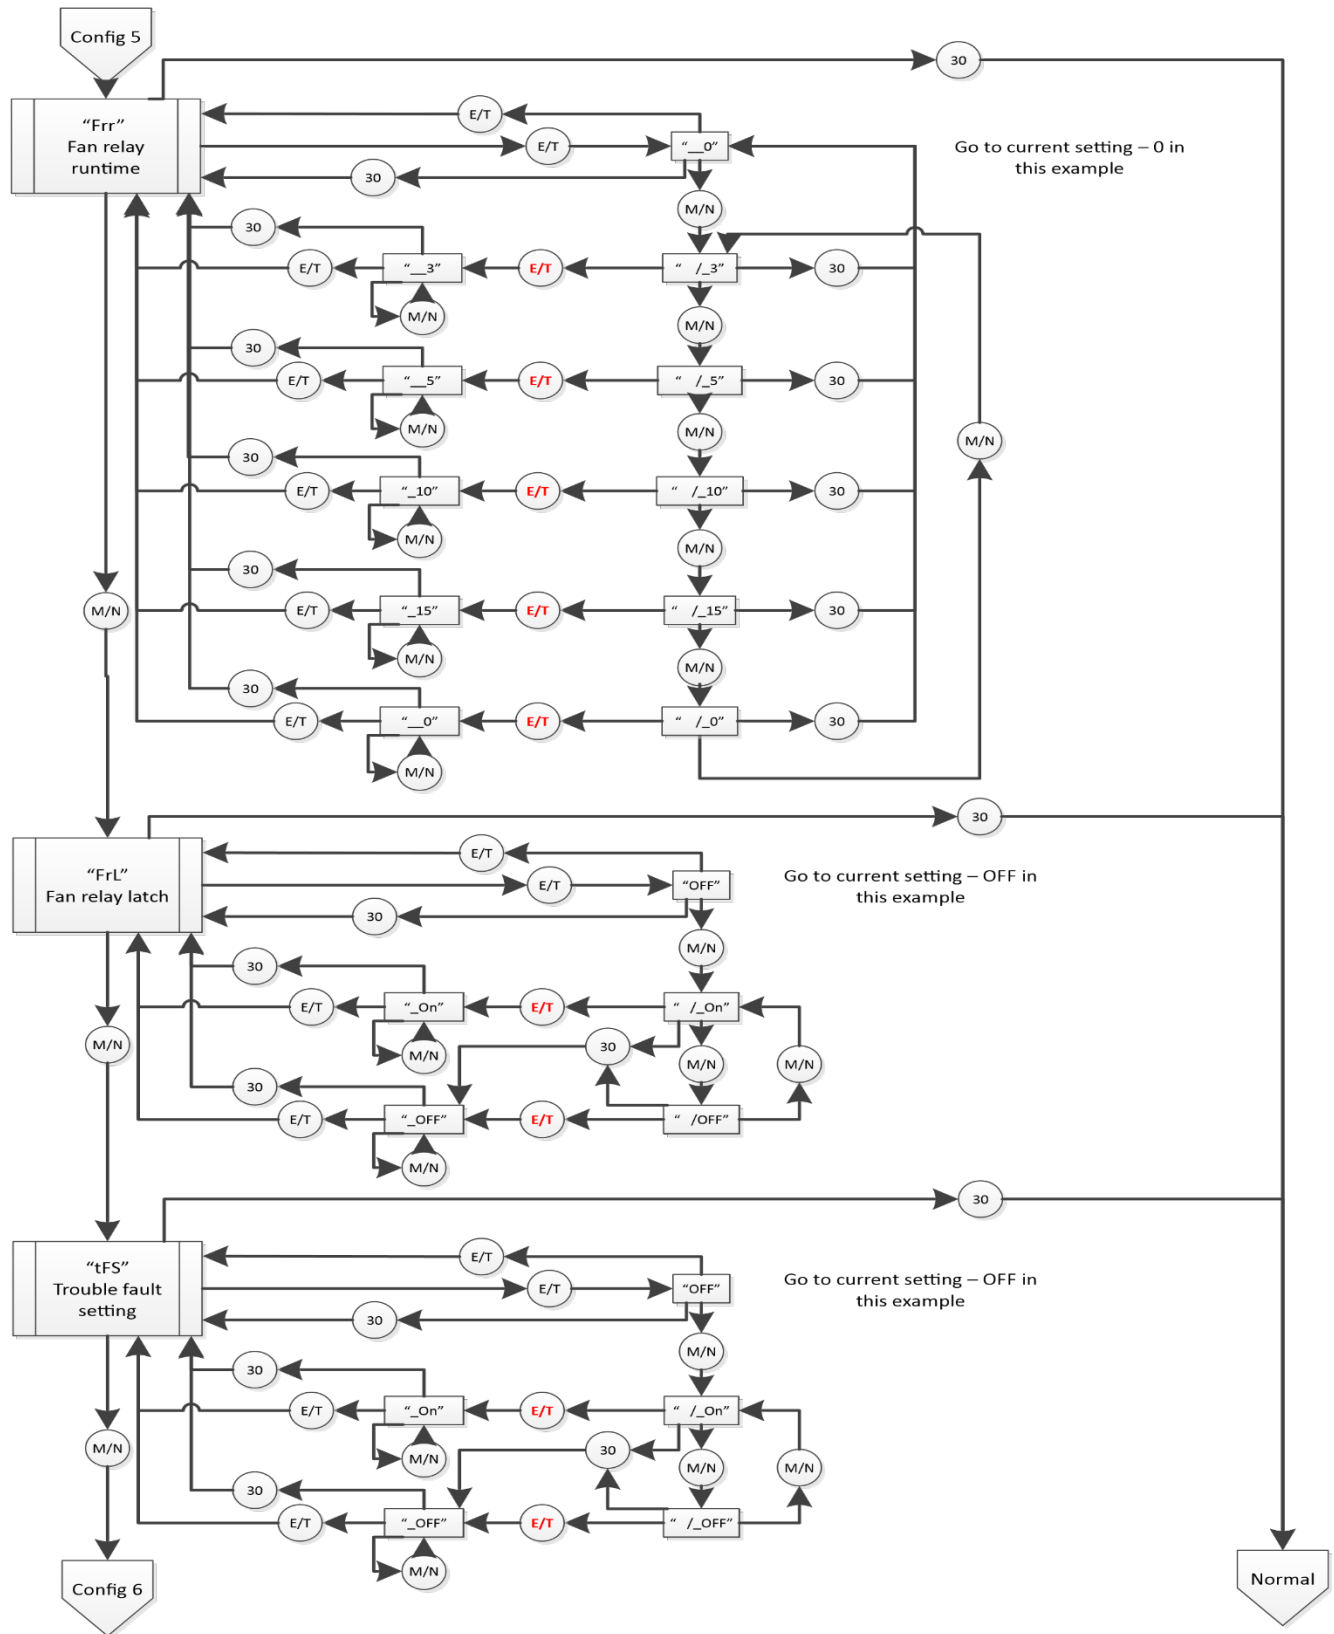 Config 5
30
"Frr"
Fan relay
runtime
E/T
E/T
"__0"
Go to current setting – 0 in
this example
30
M/N
30
E/T
"__3"
E/T
" /_3"
30
M/N
M/N
30
E/T
"__5"
E/T
" /_5"
30
M/N
M/N
M/N
30
E/T
"_10"
E/T
" /_10"
30
M/N
M/N
30
M/N
E/T
"_15"
E/T
" /_15"
30
M/N
M/N
30
E/T
"__0"
E/T
" /_0"
30
M/N
30
"FrL"
Fan relay latch
E/T
E/T
"OFF"
Go to current setting – OFF in
this example
30
M/N
30
E/T
"_On"
E/T
" /_On"
M/N
M/N
30
M/N
M/N
30
E/T
"_OFF"
E/T
" /OFF"
M/N
30
"tFS"
Trouble fault
setting
E/T
E/T
"OFF"
Go to current setting – OFF in
this example
30
M/N
30
E/T
"_On"
E/T
" /_On"
M/N
M/N
30
M/N
M/N
30
E/T
"_OFF"
E/T
" /_OFF"
M/N
Config 6
Normal